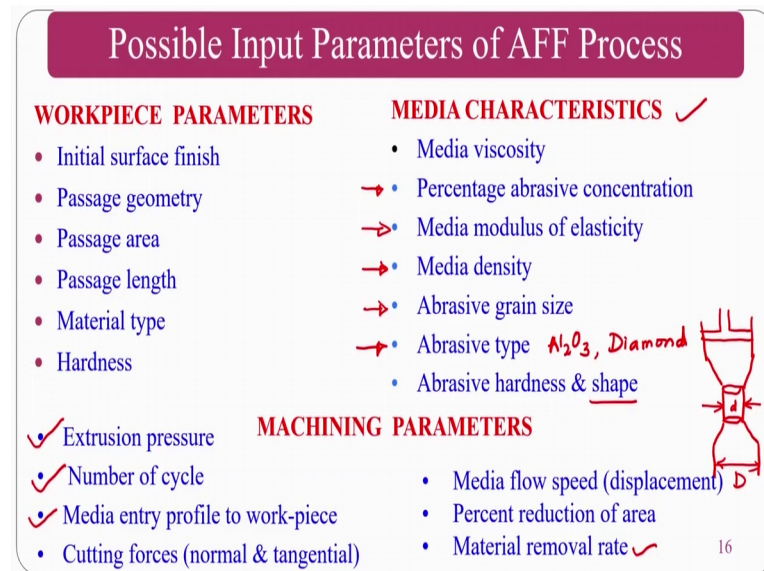 Possible Input Parameters of AFF Process
WORKPIECE PARAMETERS
• Initial surface finish
• Passage geometry
• Passage area
• Passage length
• Material type
• Hardness
MEDIA CHARACTERISTICS
• Media viscosity
• Percentage abrasive concentration
• Media modulus of elasticity
• Media density
• Abrasive grain size
• Abrasive type Al2O3, Diamond
• Abrasive hardness & shape
d
D
MACHINING PARAMETERS
• Extrusion pressure
• Number of cycle
• Media entry profile to work-piece
• Cutting forces (normal & tangential)
• Media flow speed (displacement)
• Percent reduction of area
• Material removal rate
16